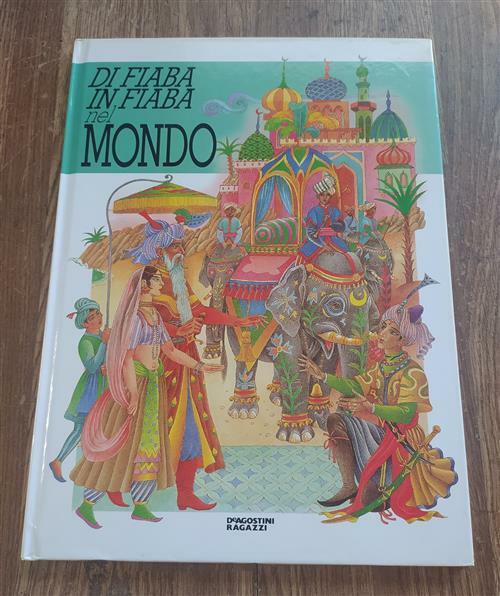 DI FIABA
IN FIABA
nel
MONDO
DeAGOSTINI
RAGAZZI